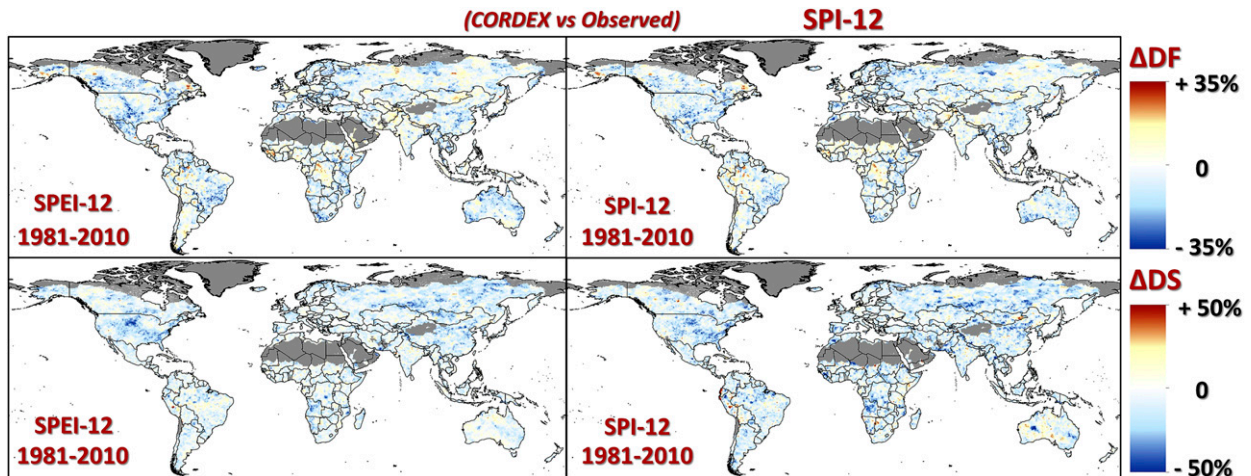 (CORDEX vs Observed) SPI-12
ΔDF
+ 35%
0
- 35%
SPEI-12
1981-2010
SPI-12
1981-2010
ΔDS
+ 50%
0
- 50%
SPEI-12
1981-2010
SPI-12
1981-2010